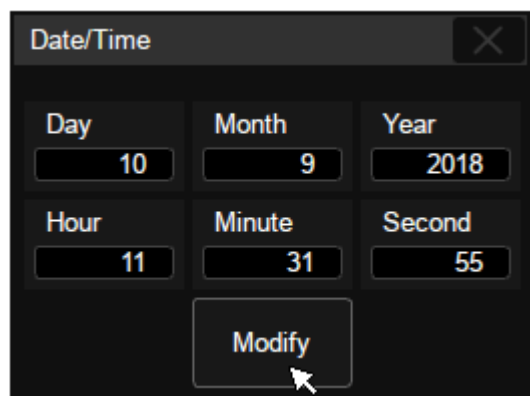 Date/Time
Day Month Year
10 9 2018
Hour Minute Second
11 31 55
Modify